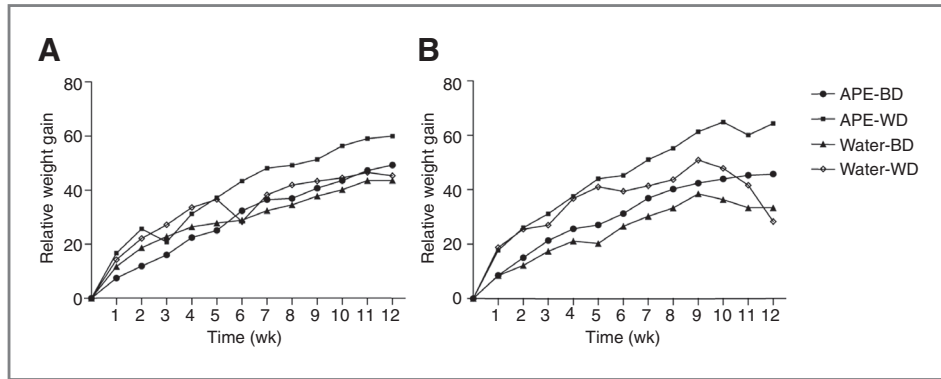 A
Relative weight gain
80
60
40
20
0
1 2 3 4 5 6 7 8 9 10 11 12
Time (wk)
B
Relative weight gain
80
60
40
20
0
1 2 3 4 5 6 7 8 9 10 11 12
Time (wk)
APE-BD
APE-WD
Water-BD
Water-WD